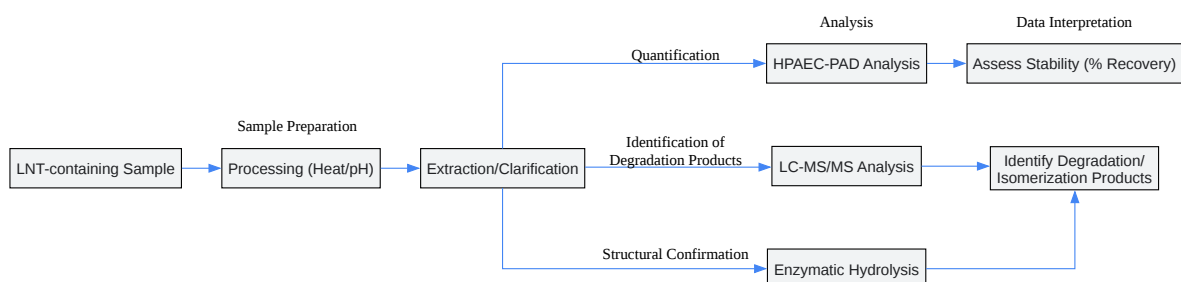 Analysis
Data Interpretation
Quantification
HPAEC-PAD Analysis
Assess Stability (% Recovery)
Sample Preparation
Identification of
Degradation Products
LNT-containing Sample
Processing (Heat/pH)
Extraction/Clarification
LC-MS/MS Analysis
Identify Degradation/
Isomerization Products
Structural Confirmation
Enzymatic Hydrolysis